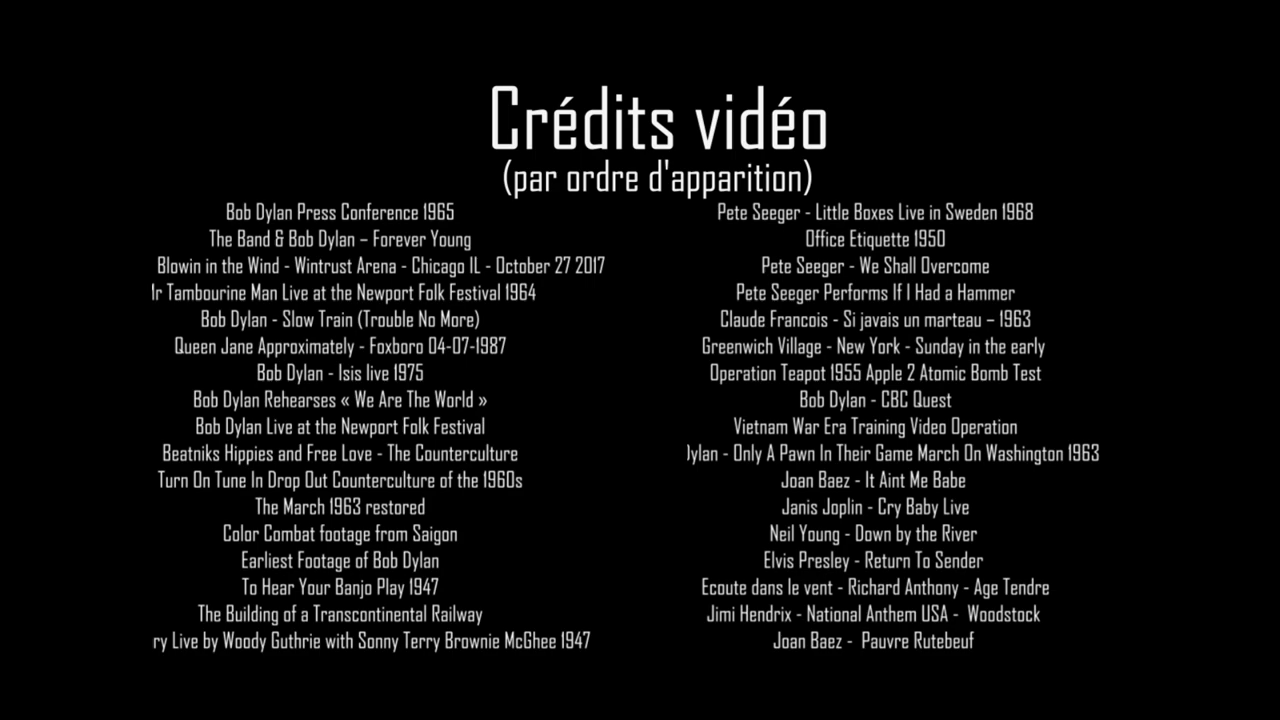 Crédits vidéo
(par ordre d'apparition)
Bob Dylan Press Conference 1965
The Band & Bob Dylan – Forever Young
Blowin in the Wind - Wintrust Arena - Chicago IL - October 27 2017
Tambourine Man Live at the Newport Folk Festival 1964
Bob Dylan - Slow Train (Trouble No More)
Queen Jane Approximately - Foxboro 04-07-1987
Bob Dylan - Isis live 1975
Bob Dylan Rehearses « We Are The World »
Bob Dylan Live at the Newport Folk Festival
Beatniks Hippies and Free Love - The Counterculture
Turn On Tune In Drop Out Counterculture of the 1960s
The March 1963 restored
Color Combat footage from Saigon
Earliest Footage of Bob Dylan
To Hear Your Banjo Play 1947
The Building of a Transcontinental Railway
ry Live by Woody Guthrie with Sonny Terry Brownie McGhee 1947
Pete Seeger - Little Boxes Live in Sweden 1968
Office Etiquette 1950
Pete Seeger - We Shall Overcome
Pete Seeger Performs If I Had a Hammer
Claude Francois - Si javais un marteau – 1963
Greenwich Village - New York - Sunday in the early
Operation Teapot 1955 Apple 2 Atomic Bomb Test
Bob Dylan - CBC Quest
Vietnam War Era Training Video Operation
ylan - Only A Pawn In Their Game March On Washington 1963
Joan Baez - It Aint Me Babe
Janis Joplin - Cry Baby Live
Neil Young - Down by the River
Elvis Presley - Return To Sender
Ecoute dans le vent - Richard Anthony - Age Tendre
Jimi Hendrix - National Anthem USA - Woodstock
Joan Baez - Pauvre Rutebeuf